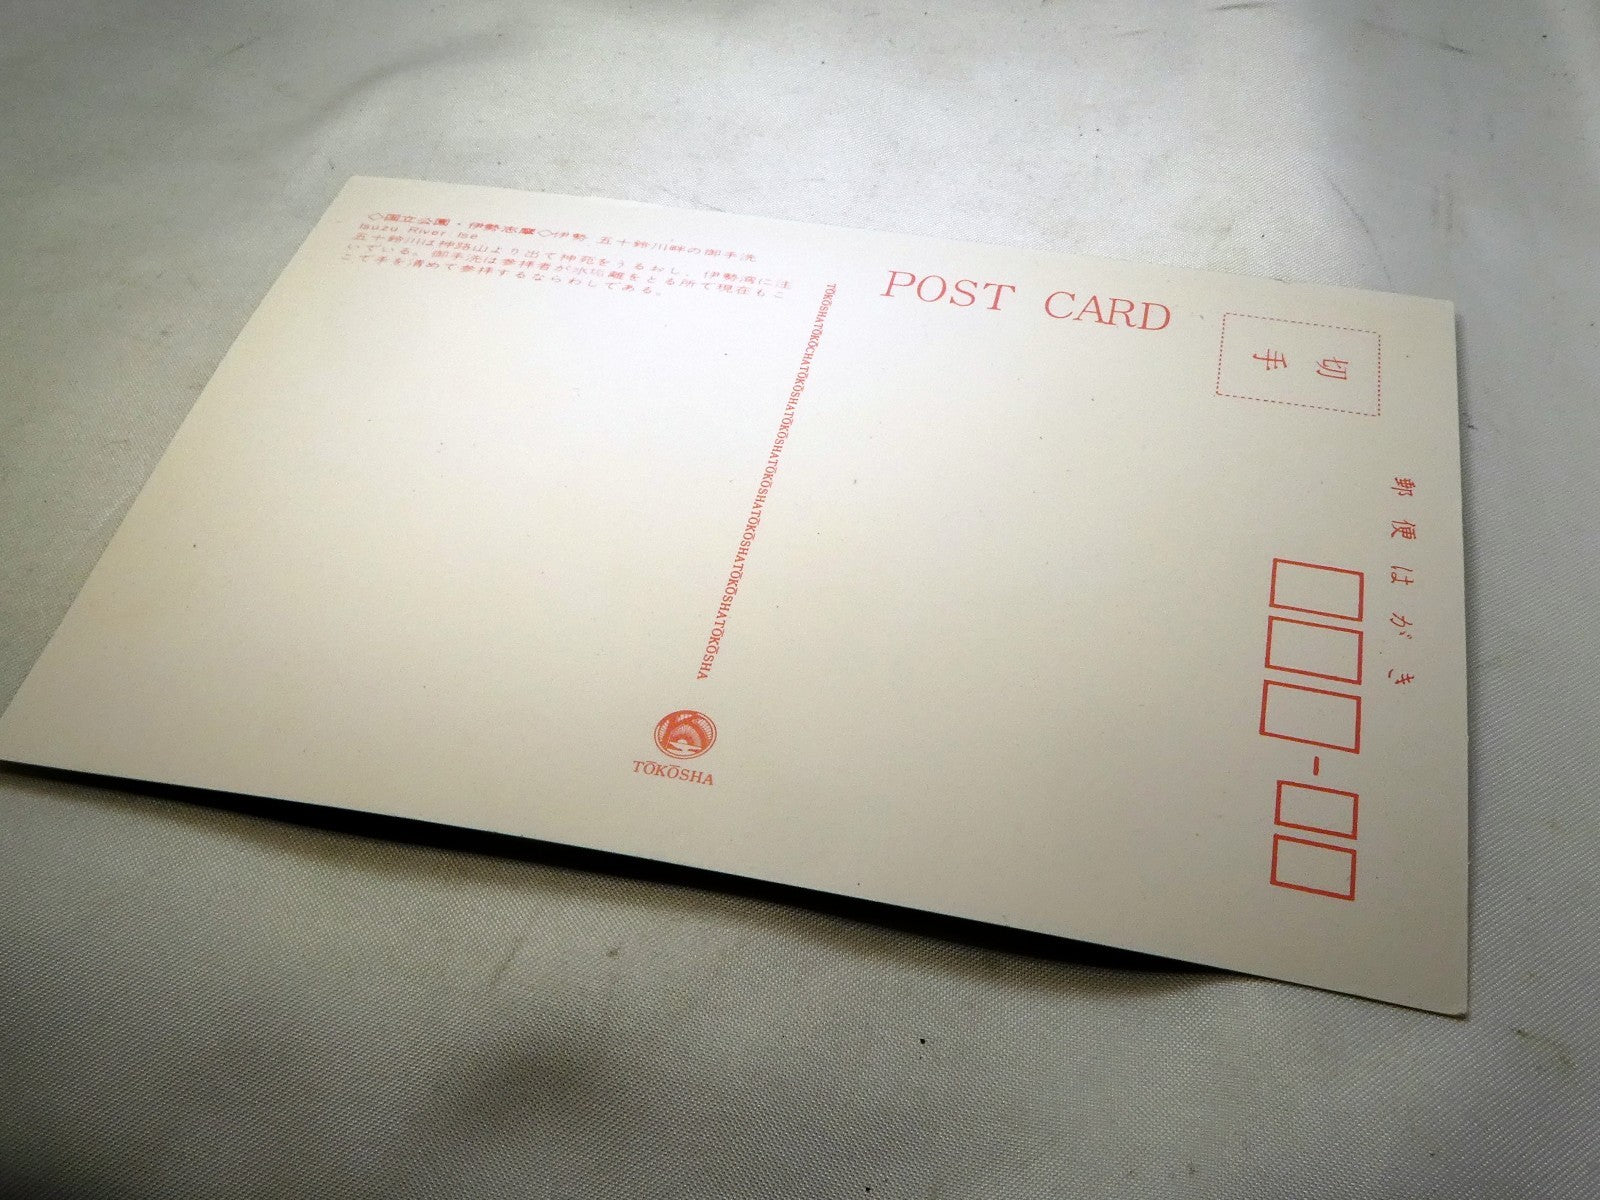 ◇国立公園・伊勢志摩◇伊勢 五十鈴川畔の御手洗
Isuzu River Ise
五十鈴川は神路山より出て神苑をうるおし、伊勢湾に注
いでいる。御手洗は参拝者が水垢離をとる所で現在もこ
こで手を清めて参拝するならわしである。
TŌKŌSHATŌKŌCHATŌKŌSHATŌKŌSHATŌKŌSHATŌKŌSHATŌKŌSHATŌKŌSHA
TŌKŌSHA
POST CARD
切手
郵便はがき